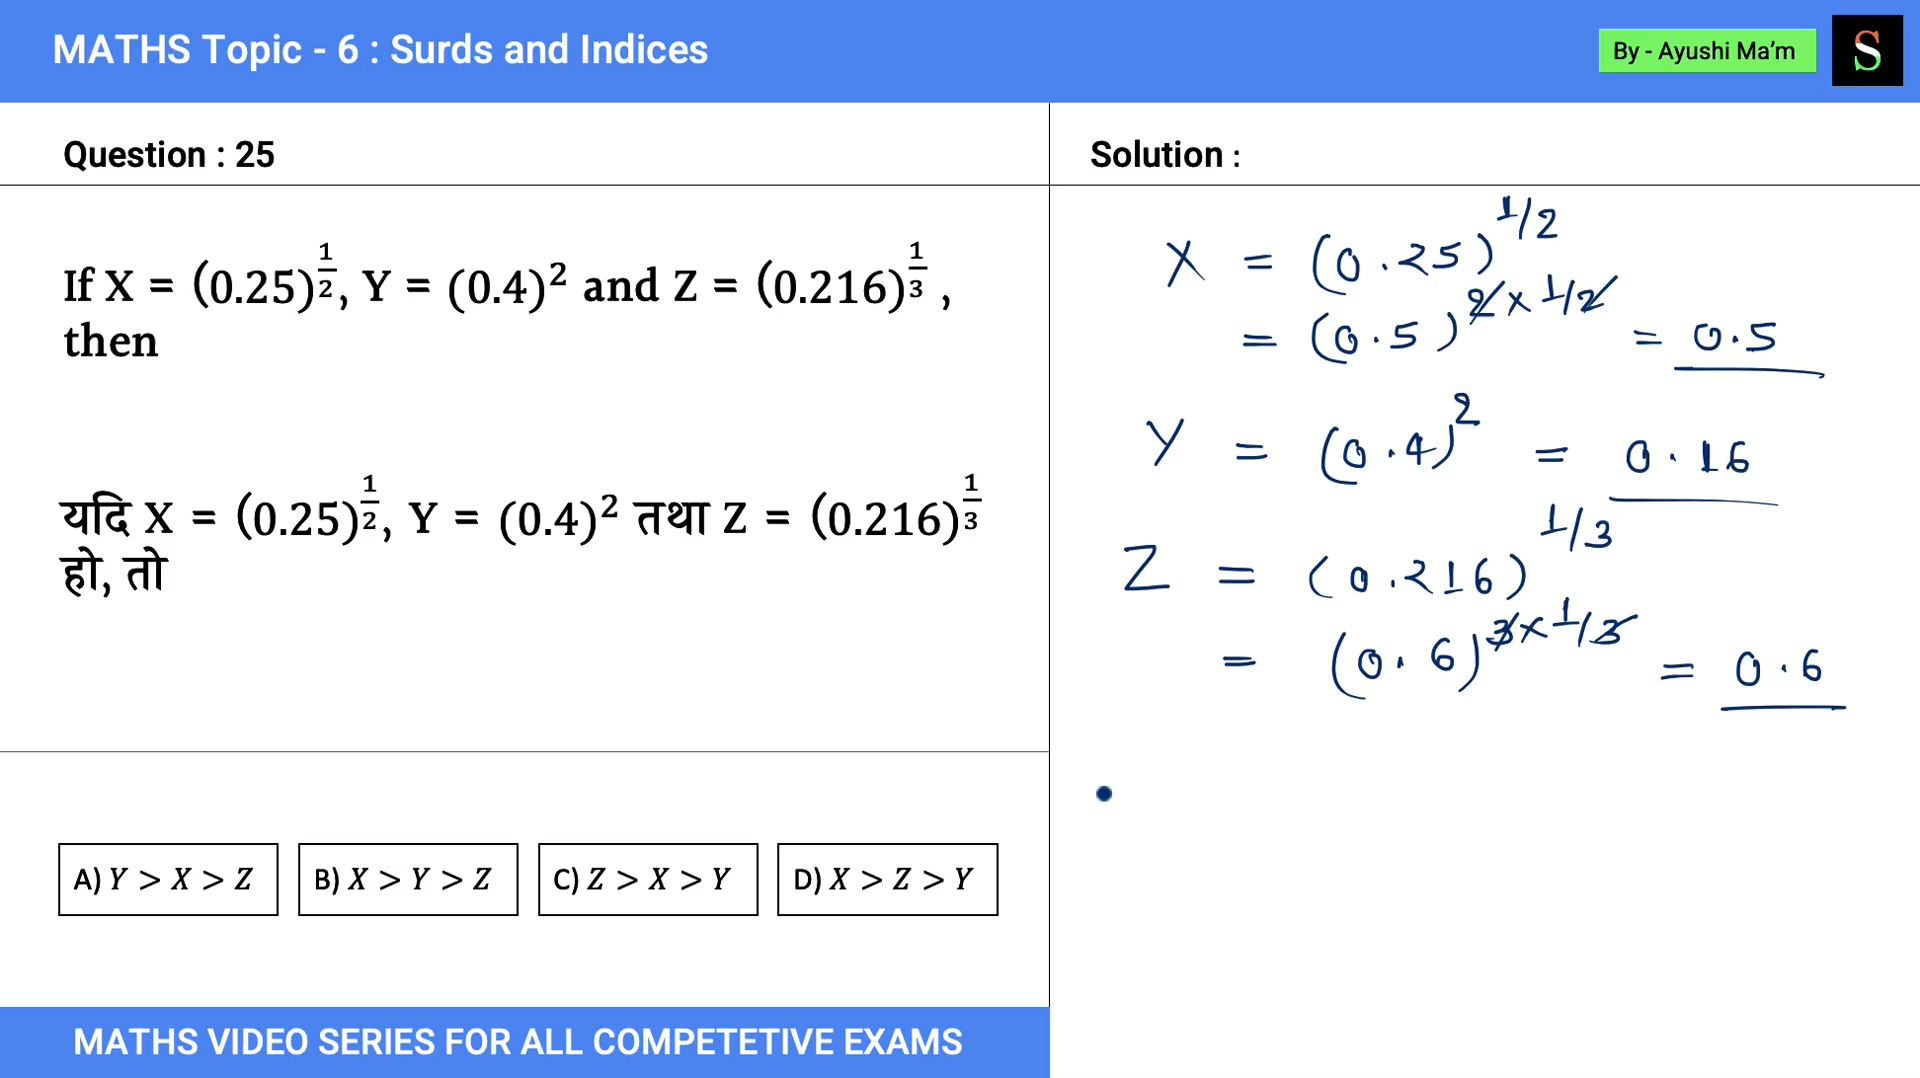 MATHS Topic - 6 : Surds and Indices
By - Ayushi Ma’m
S
Question : 25
If X = (0.25)^(1/2), Y = (0.4)² and Z = (0.216)^(1/3) ,
then
यदि X = (0.25)^(1/2), Y = (0.4)² तथा Z = (0.216)^(1/3)
हो, तो
A) Y > X > Z
B) X > Y > Z
C) Z > X > Y
D) X > Z > Y
MATHS VIDEO SERIES FOR ALL COMPETETIVE EXAMS
Solution :
X = (0.25)^(1/2)
= (0.5)^(2×1/2) = 0.5
Y = (0.4)² = 0.16
Z = (0.216)^(1/3)
= (0.6)^(3×1/3) = 0.6